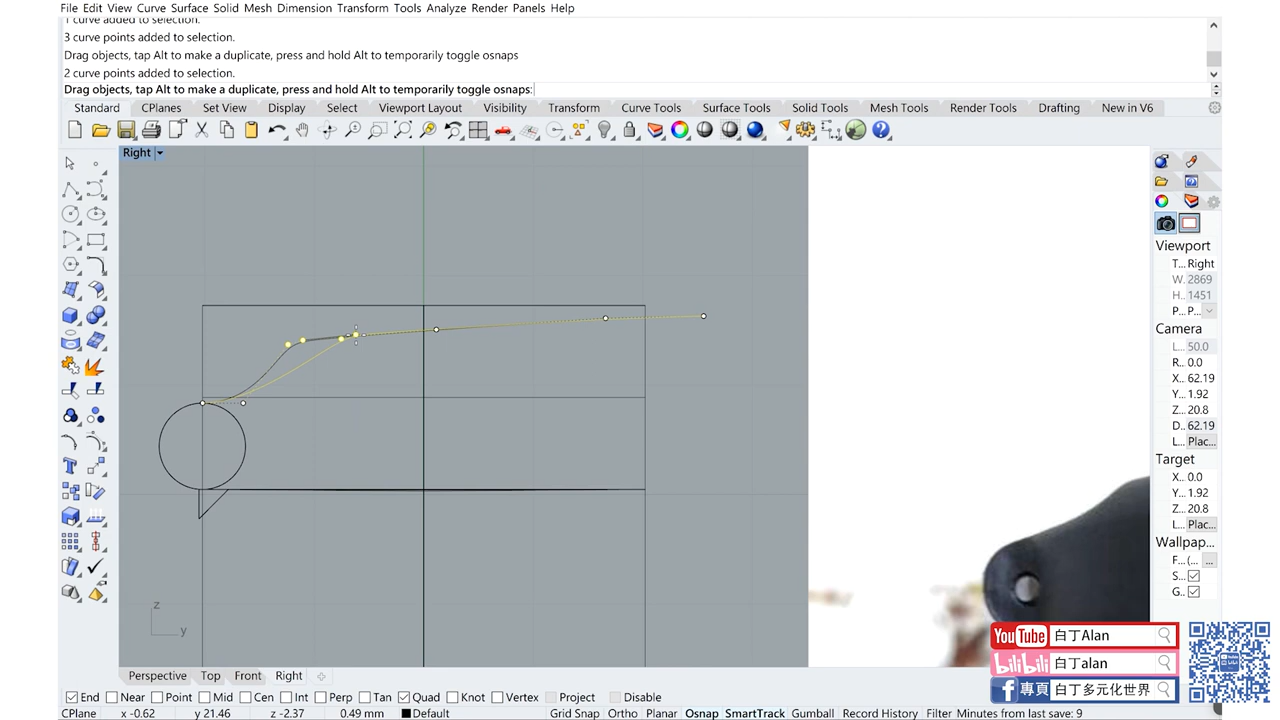 File Edit View Curve Surface Solid Mesh Dimension Transform Tools Analyze Render Panels Help
1 curve added to selection.
3 curve points added to selection.
Drag objects, tap Alt to make a duplicate, press and hold Alt to temporarily toggle osnaps
2 curve points added to selection.
Drag objects, tap Alt to make a duplicate, press and hold Alt to temporarily toggle osnaps:
Standard CPlanes Set View Display Select Viewport Layout Visibility Transform Curve Tools Surface Tools Solid Tools Mesh Tools Render Tools Drafting New in V6
Right
Viewport
T... Right
W. 2869
H... 1451
P... P...
Camera
L... 50.0
R... 0.0
X... 62.19
Y... 1.92
Z... 20.8
D.. 62.19
L... Plac...
Target
X... 0.0
Y... 1.92
Z... 20.8
L... Plac...
Wallpap...
F... (... ...
S...
G..
z
y
YouTube 白丁Alan
bilibili 白丁alan
f 專頁 白丁多元化世界
Perspective Top Front Right
End Near Point Mid Cen Int Perp Tan Quad Knot Vertex Project Disable
CPlane x -0.62 y 21.46 z -2.37 0.49 mm Default Grid Snap Ortho Planar Osnap SmartTrack Gumball Record History Filter Minutes from last save: 9